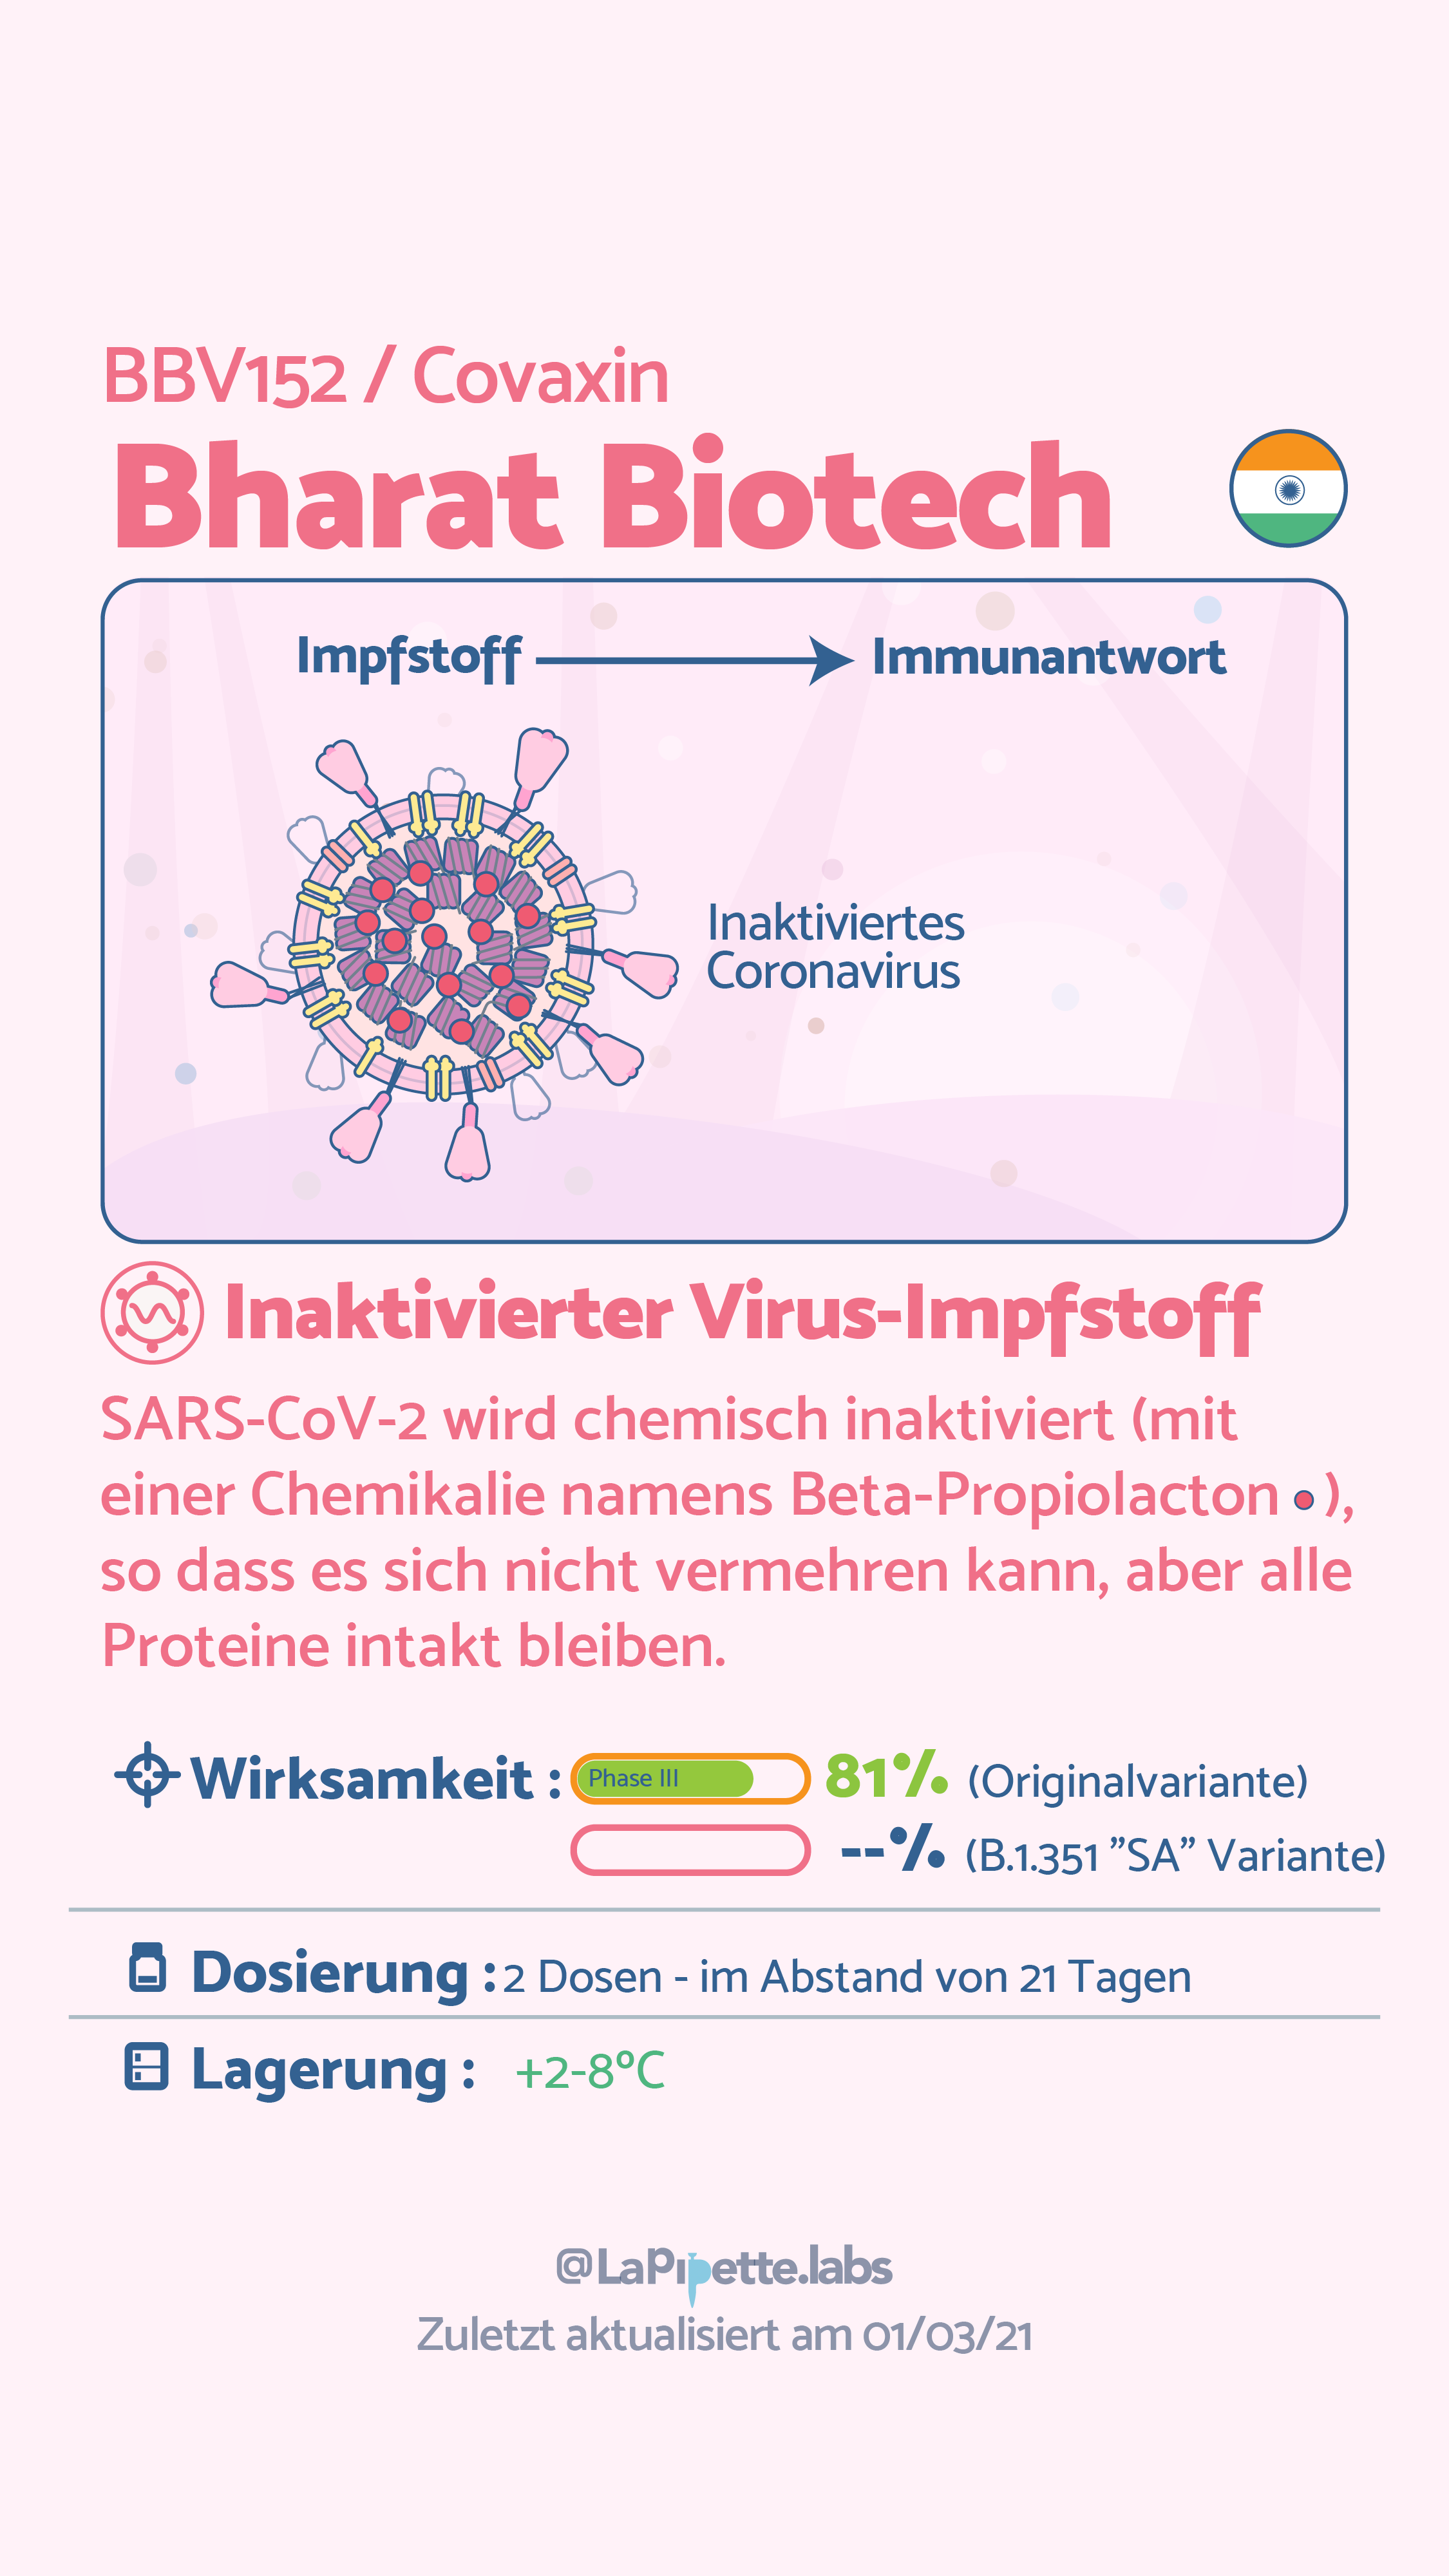 BBV152 / Covaxin
Bharat Biotech
Impfstoff
Immunantwort
Inaktiviertes
Coronavirus
Inaktivierter Virus-Impfstoff
SARS-CoV-2 wird chemisch inaktiviert (mit
einer Chemikalie namens Beta-Propiolacton ),
so dass es sich nicht vermehren kann, aber alle
Proteine intakt bleiben.
Wirksamkeit : Phase III 81% (Originalvariante)
--% (B.1.351 ”SA” Variante)
Dosierung : 2 Dosen - im Abstand von 21 Tagen
Lagerung : +2-8ºC
@LaPipette.labs
Zuletzt aktualisiert am 01/03/21